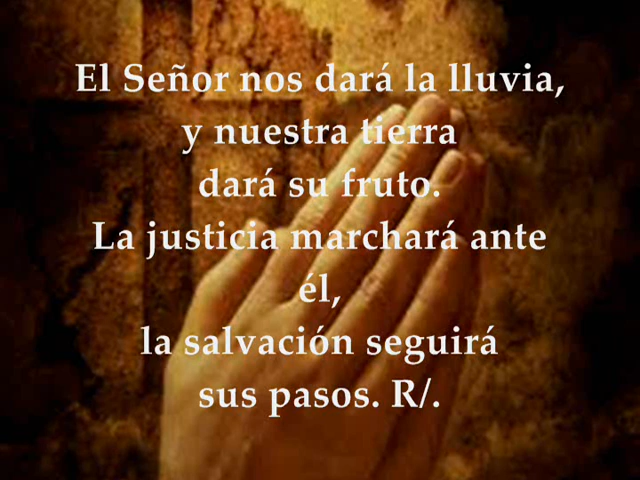 El Señor nos dará la lluvia,
y nuestra tierra
dará su fruto.
La justicia marchará ante
él,
la salvación seguirá
sus pasos. R/.